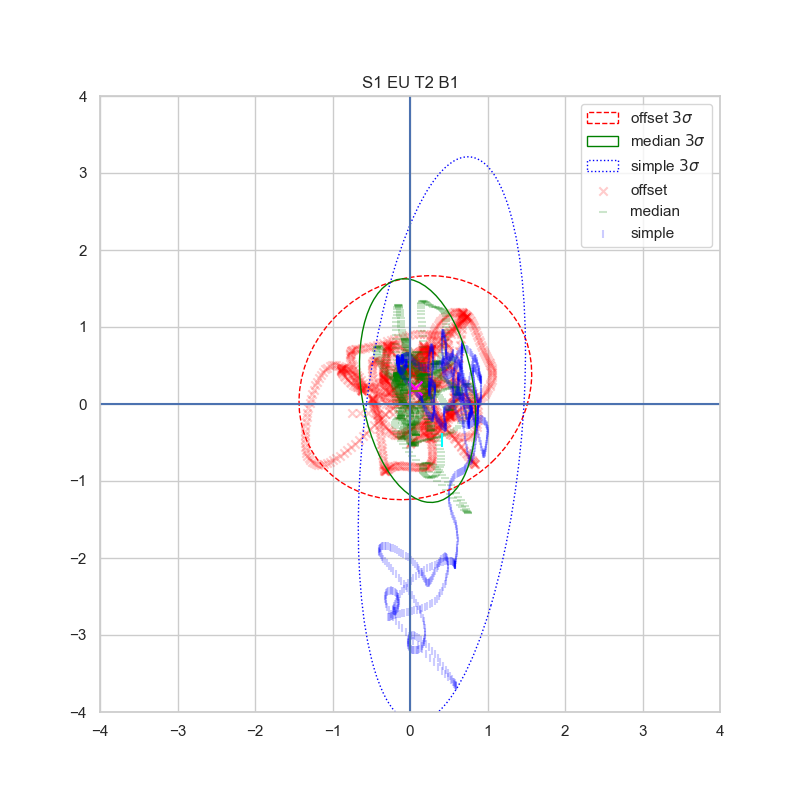 S1 EU T2 B1
offset 3σ
median 3σ
simple 3σ
offset
median
simple
4
3
2
1
0
−1
−2
−3
−4
−4 −3 −2 −1 0 1 2 3 4